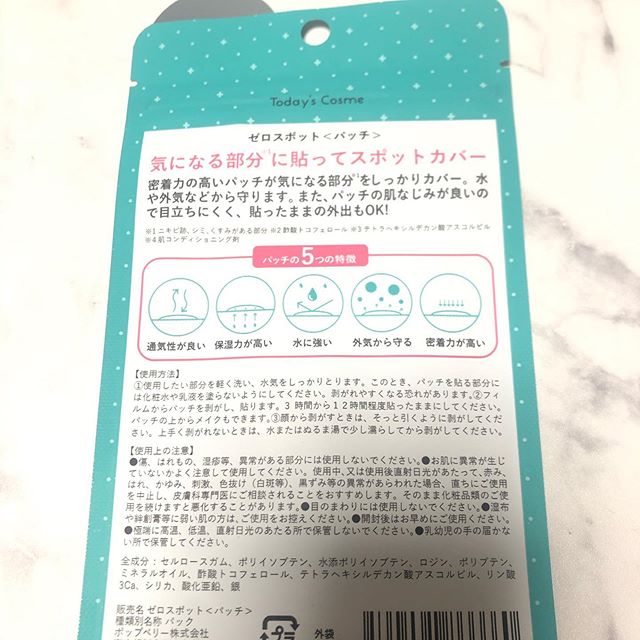 Today's Cosme
ゼロスポット＜パッチ＞
気になる部分※1に貼ってスポットカバー
密着力の高いパッチが気になる部分※1をしっかりカバー。水
や外気などから守ります。また、パッチの肌なじみが良いの
で目立ちにくく、貼ったままの外出もOK!
※1 ニキビ跡、シミ、くすみがある部分 ※2 酢酸トコフェロール ※3 テトラヘキシルデカン酸アスコルビル
※4 肌コンディショニング剤
パッチの5つの特徴
通気性が良い 保湿力が高い 水に強い 外気から守る 密着力が高い
【使用方法】
①使用したい部分を軽く洗い、水気をしっかりとります。このとき、パッチを貼る部分に
は化粧水や乳液を塗らないようにしてください。剥がれやすくなる恐れがあります。②フィ
ルムからパッチを剥がし、貼ります。3 時間から12時間程度貼ったままにしてください。
パッチの上からメイクもできます。③顔から剥がすときは、そっと引くように剥がしてくだ
さい。上手く剥がれないときは、水またはぬるま湯で少し濡らしてから剥がしてください。
【使用上の注意】
●傷、はれもの、湿疹等、異常がある部分には使用しないでください。●お肌に異常が生じ
ていないかよく注意して使用してください。使用中、又は使用後直射日光があたって、赤み、
はれ、かゆみ、刺激、色抜け（白斑等）、黒ずみ等の異常があらわれた場合、直ちにご使用
を中止し、皮膚科専門医にご相談されることをおすすめします。そのまま化粧品類のご使
用を続けますと悪化することがあります。●目のまわりには使用しないでください。●湿布
や絆創膏等に弱い肌の方は、ご使用をお控えください。●開封後はお早めにご使用ください。
●極端に高温、低温、直射日光のあたる所で保管しないでください。●乳幼児の手の届かな
い所で保管してください。
全成分：セルロースガム、ポリイソブテン、水添ポリイソブテン、ロジン、ポリブテン、
ミネラルオイル、酢酸トコフェロール、テトラヘキシルデカン酸アスコルビル、リン酸
3Ca、シリカ、酸化亜鉛、銀
販売名 ゼロスポット＜パッチ＞
種類別名称 パック
ポップベリー株式会社
プラ
外袋